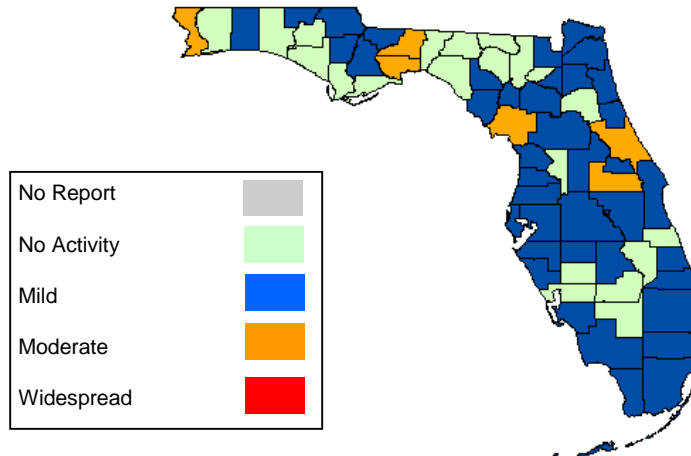 No Report
No Activity
Mild
Moderate
Widespread